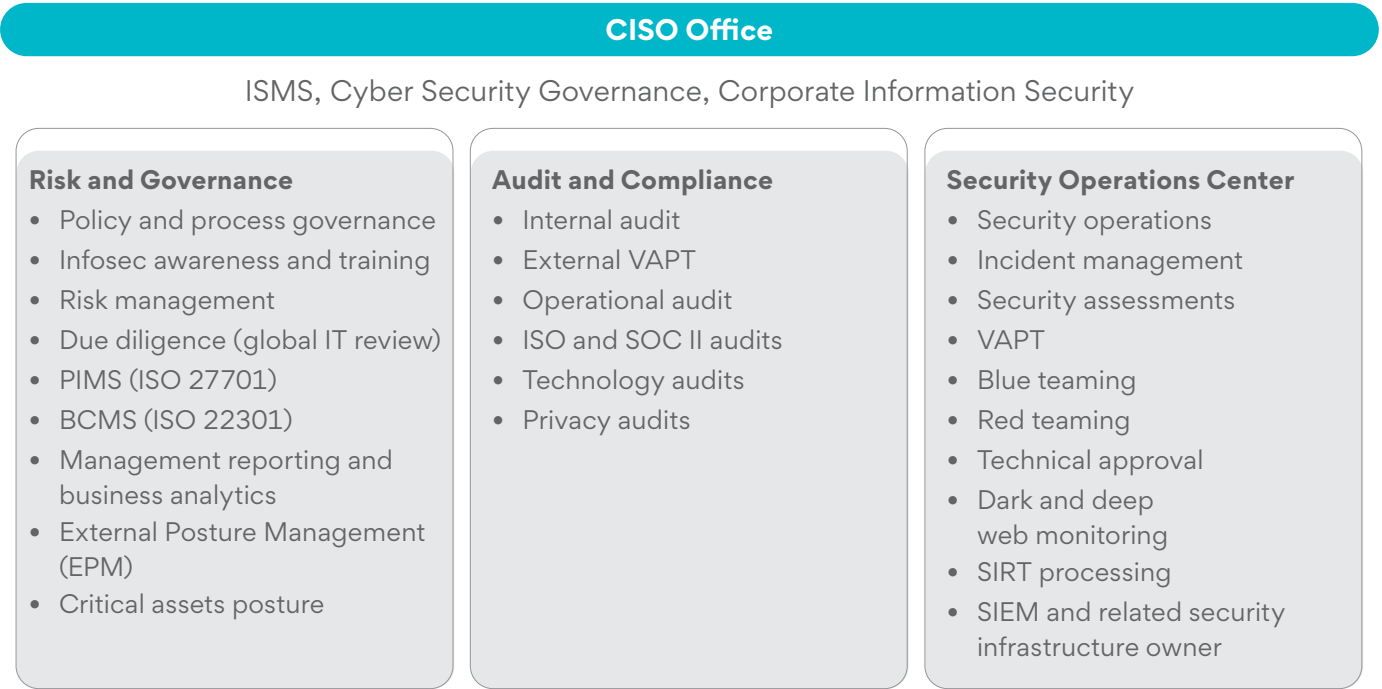 CISO Office
ISMS, Cyber Security Governance, Corporate Information Security
Risk and Governance
• Policy and process governance
• Infosec awareness and training
• Risk management
• Due diligence (global IT review)
• PIMS (ISO 27701)
• BCMS (ISO 22301)
• Management reporting and
business analytics
• External Posture Management
(EPM)
• Critical assets posture
Audit and Compliance
• Internal audit
• External VAPT
• Operational audit
• ISO and SOC II audits
• Technology audits
• Privacy audits
Security Operations Center
• Security operations
• Incident management
• Security assessments
• VAPT
• Blue teaming
• Red teaming
• Technical approval
• Dark and deep
web monitoring
• SIRT processing
• SIEM and related security
infrastructure owner